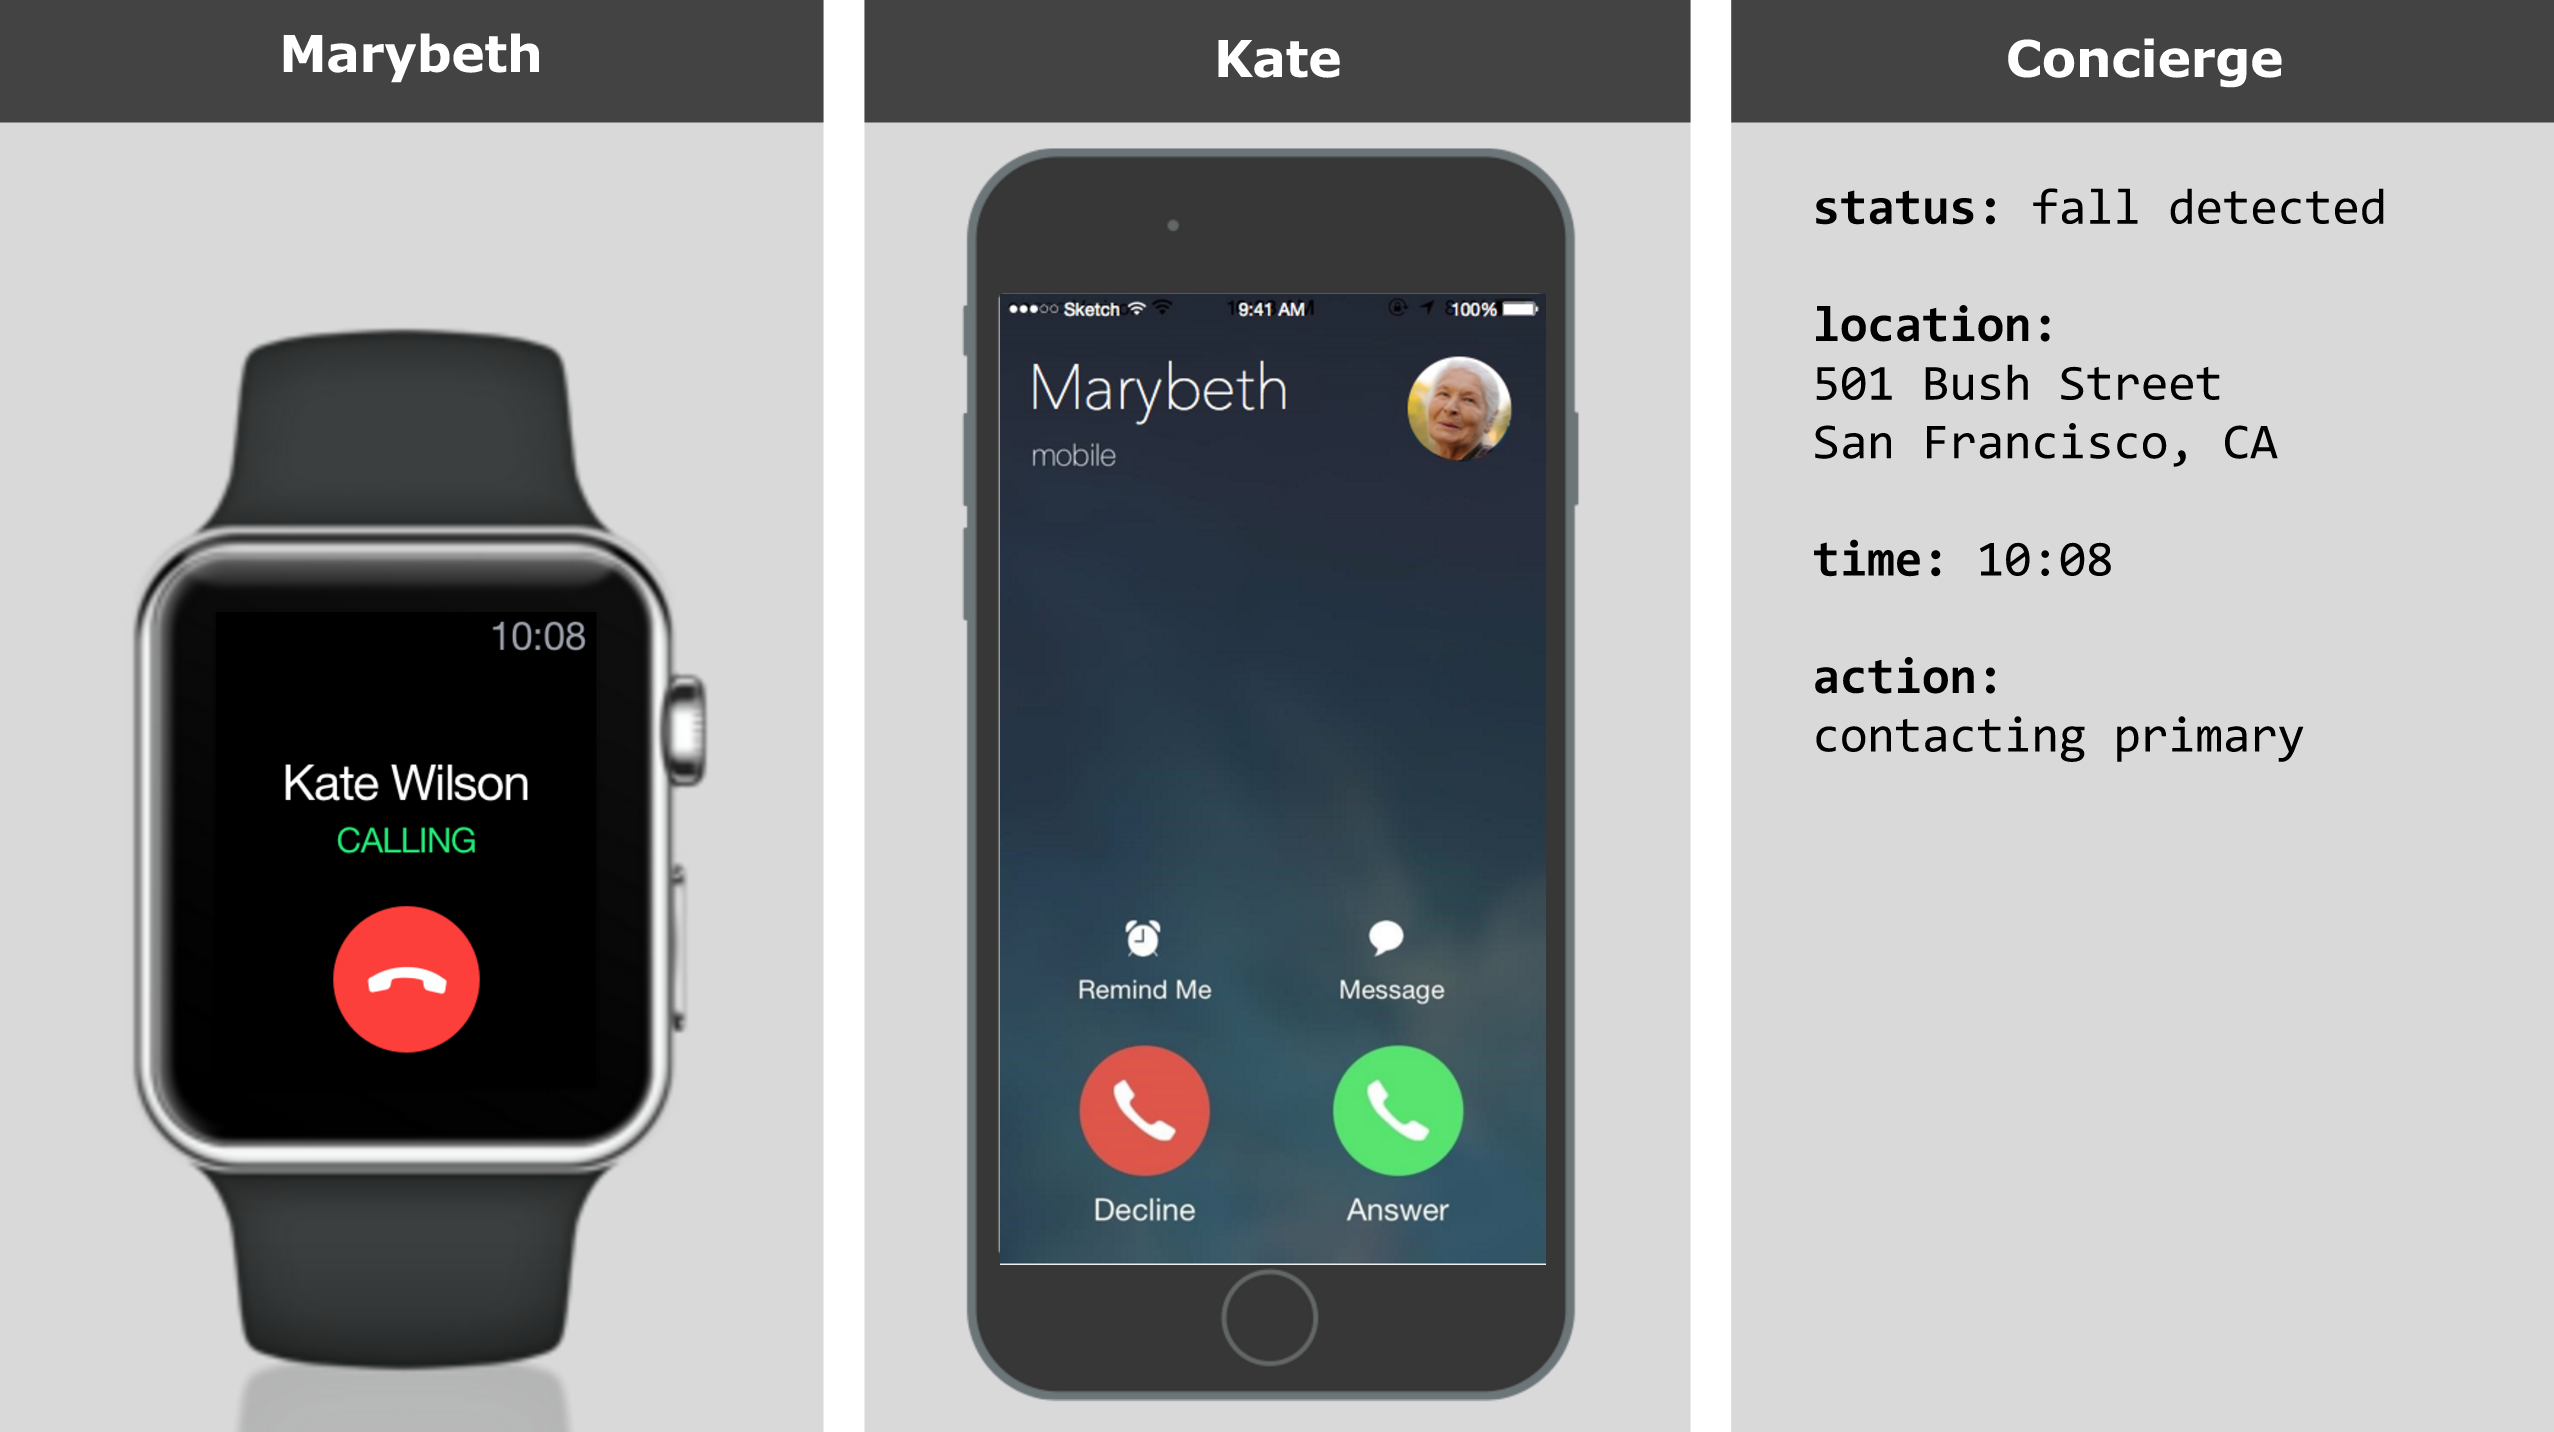 Marybeth
10:08
Kate Wilson
CALLING
Kate
Sketch 9:41 AM 100%
Marybeth
mobile
Remind Me Message
Decline Answer
Concierge
status: fall detected
location:
501 Bush Street
San Francisco, CA
time: 10:08
action:
contacting primary